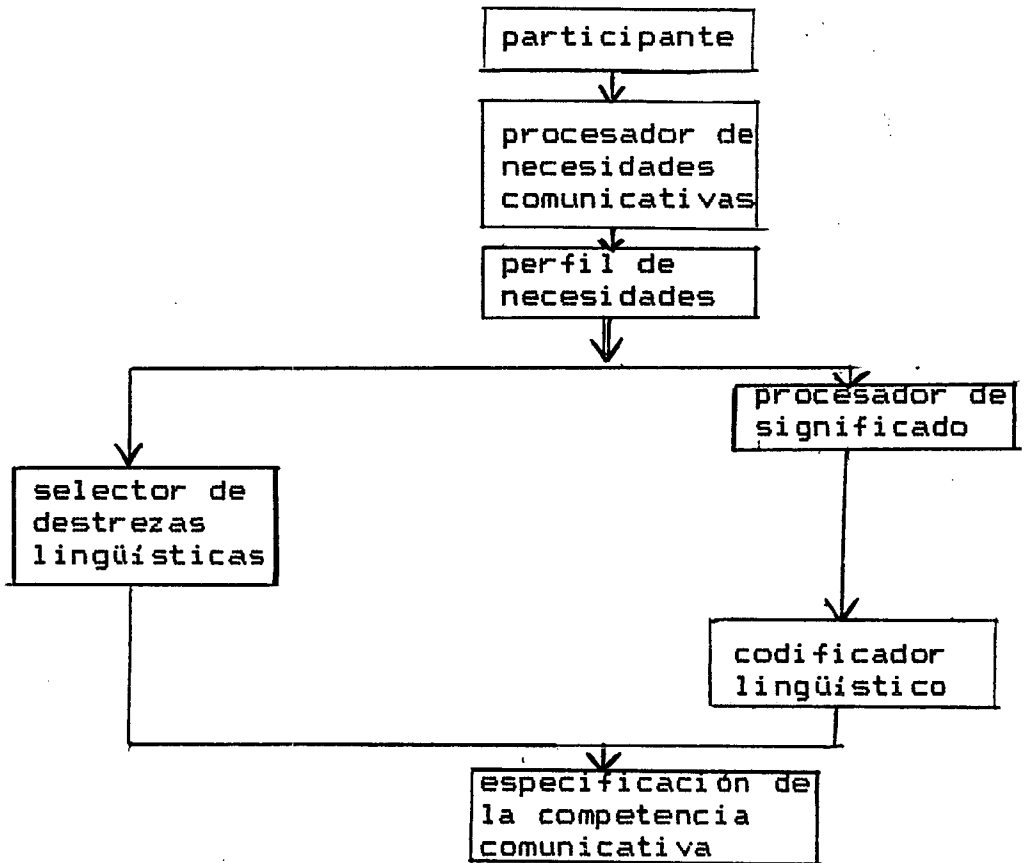 participante
procesador de
necesidades
comunicativas
perfil de
necesidades
procesador de
significado
selector de
destrezas
lingüísticas
codificador
lingüístico
especificación de
la competencia
comunicativa